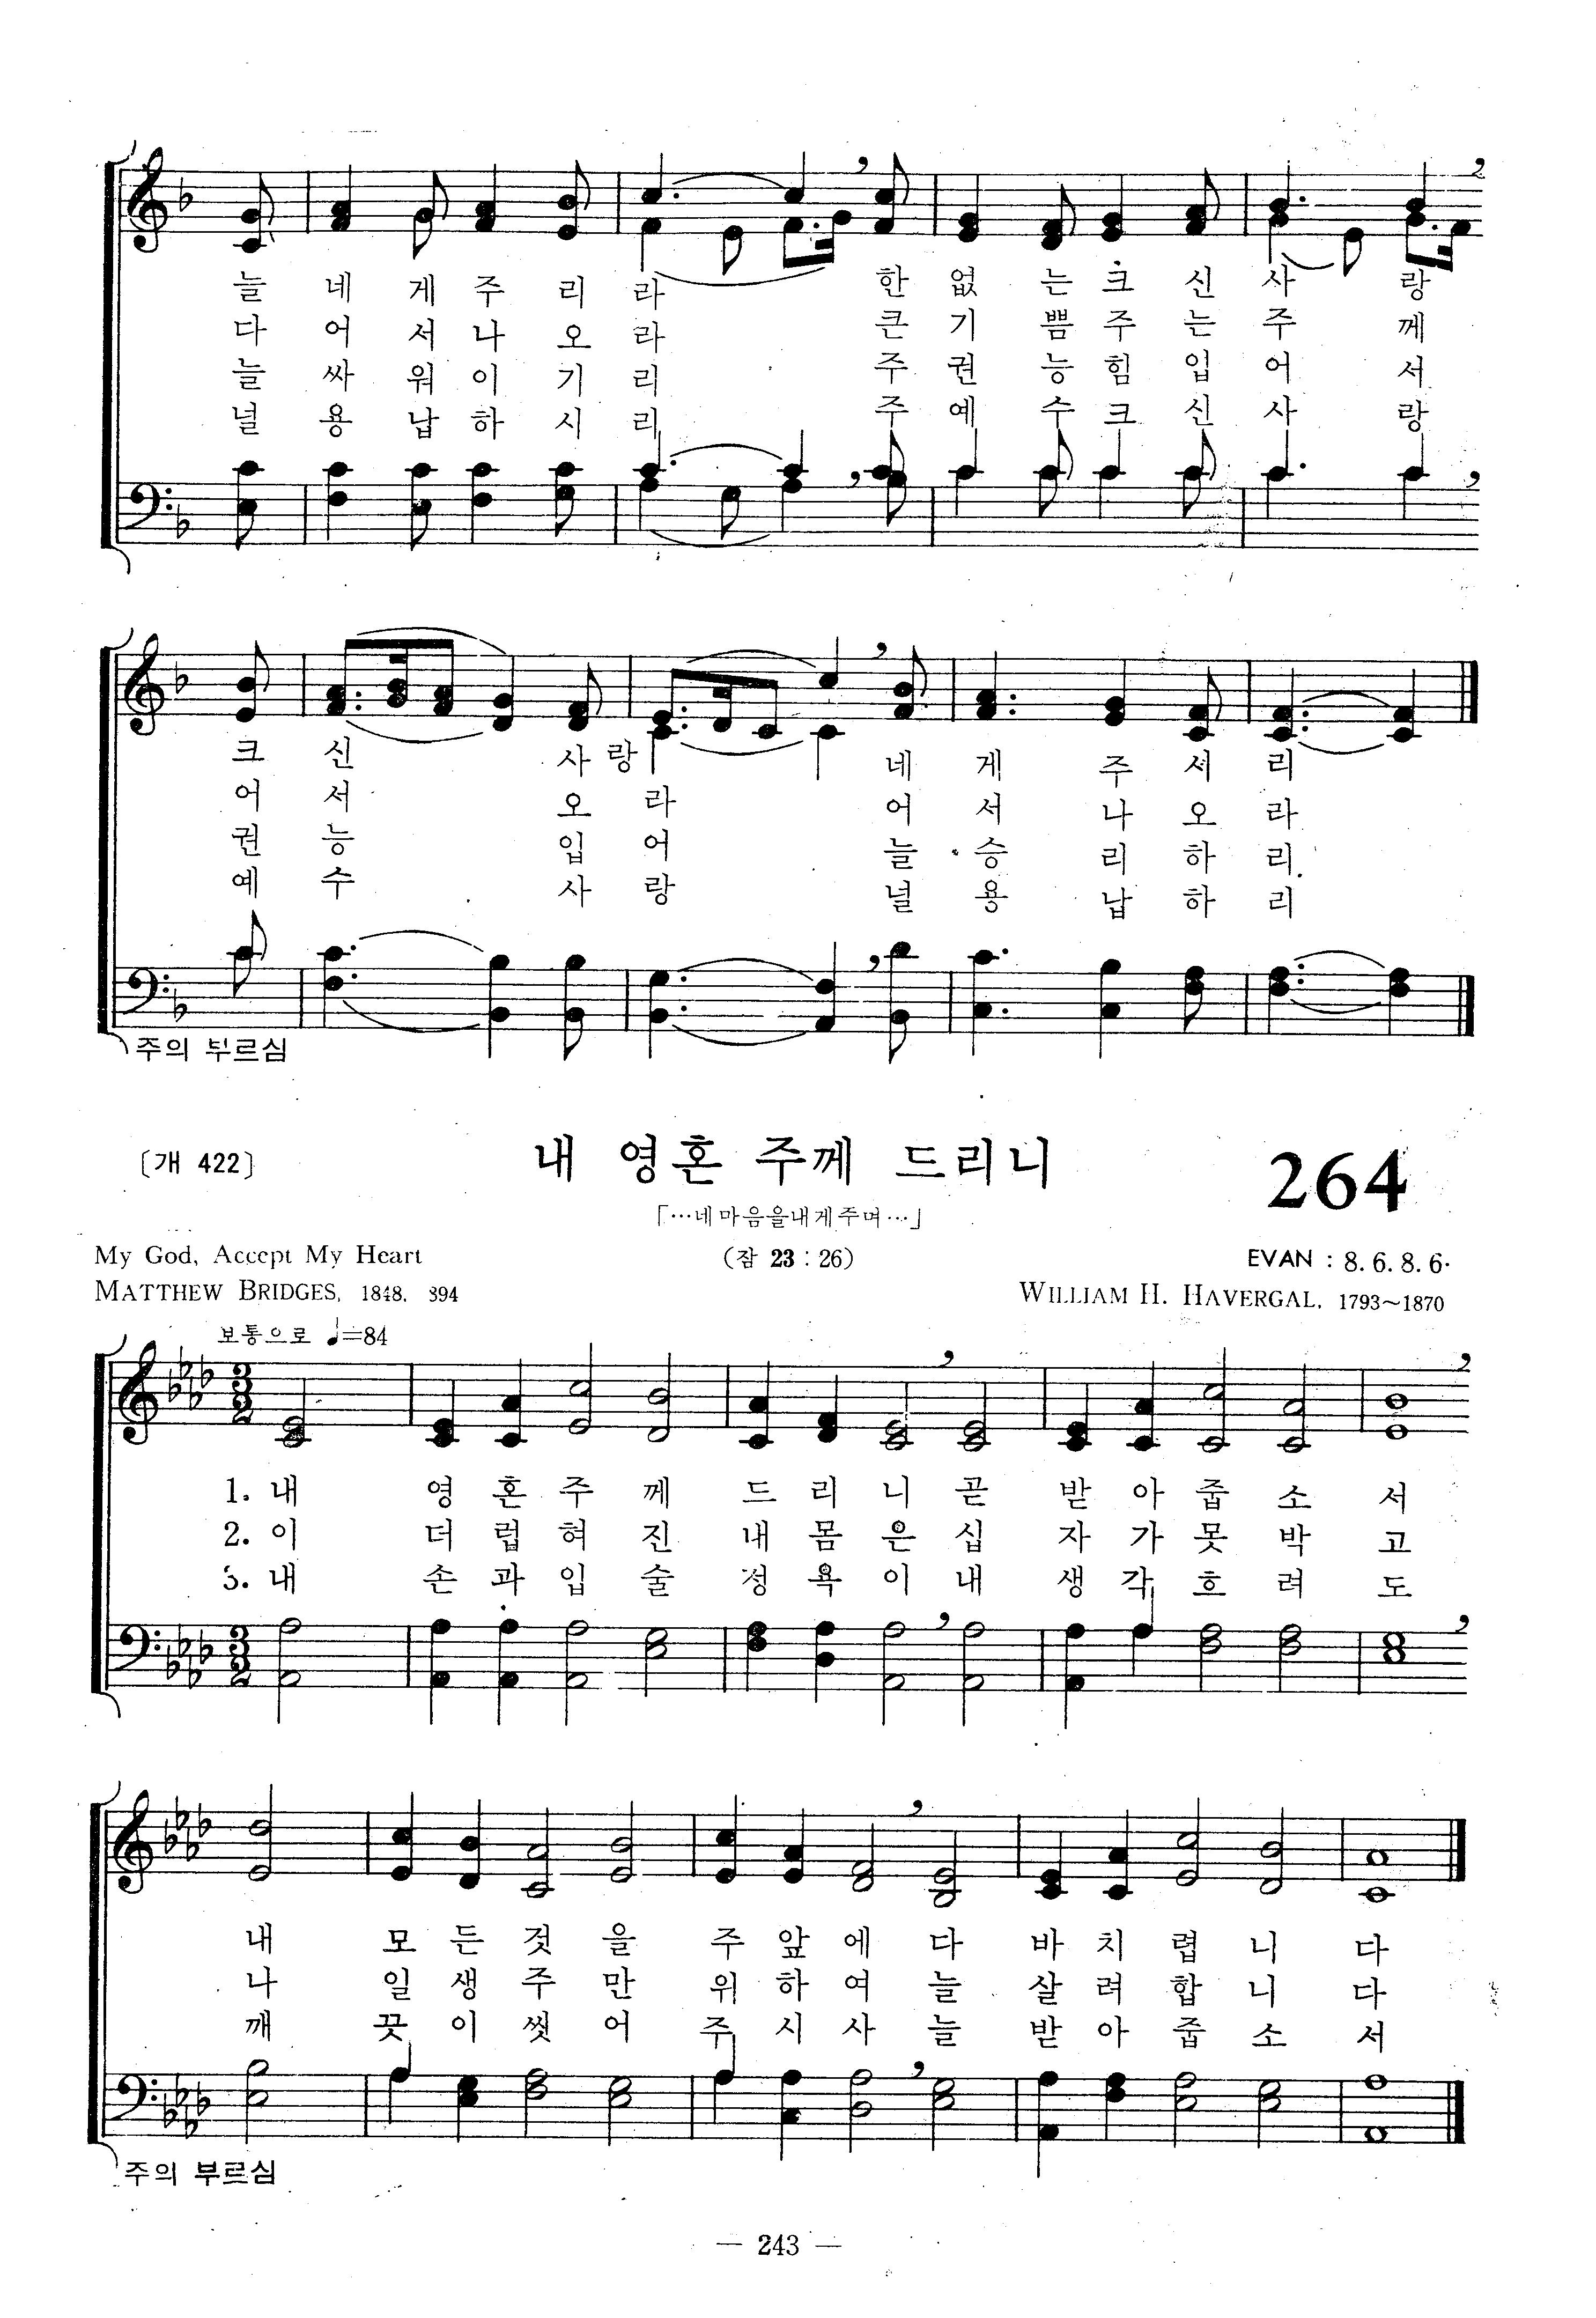 늘 네 게 주 리 라 한 없 는 크 신 사 랑
다 어 서 나 오 라 큰 기 쁨 주 는 주 께
늘 싸 워 이 기 리 주 권 능 힘 입 어 서
널 용 납 하 시 리 주 예 수 크 신 사 랑
크 신 사 랑 네 게 주 시 리
어 서 오 라 어 서 나 오 라
권 능 입 어 늘 승 리 하 리
예 수 사 랑 널 용 납 하 리
주의 부르심
〔개 422〕 내 영혼 주께 드리니 264
「…네마음을내게주며…」
My God, Accept My Heart (잠 23 : 26) EVAN : 8. 6. 8. 6.
MATTHEW BRIDGES, 1848, 394 WILLIAM H. HAVERGAL, 1793~1870
보통으로 ♩=84
3 3 2
1. 내 영 혼 주 께 드 리 니 곧 받 아 줍 소 서
2. 이 더 럽 혀 진 내 몸 은 십 자 가 못 박 고
3. 내 손 과 입 술 정 욕 이 내 생 각 흐 려 도
3 3 2
내 모 든 것 을 주 앞 에 다 바 치 렵 니 다
나 일 생 주 만 위 하 여 늘 살 려 합 니 다
깨 끗 이 씻 어 주 시 사 늘 받 아 줍 소 서
주의 부르심
— 243 —